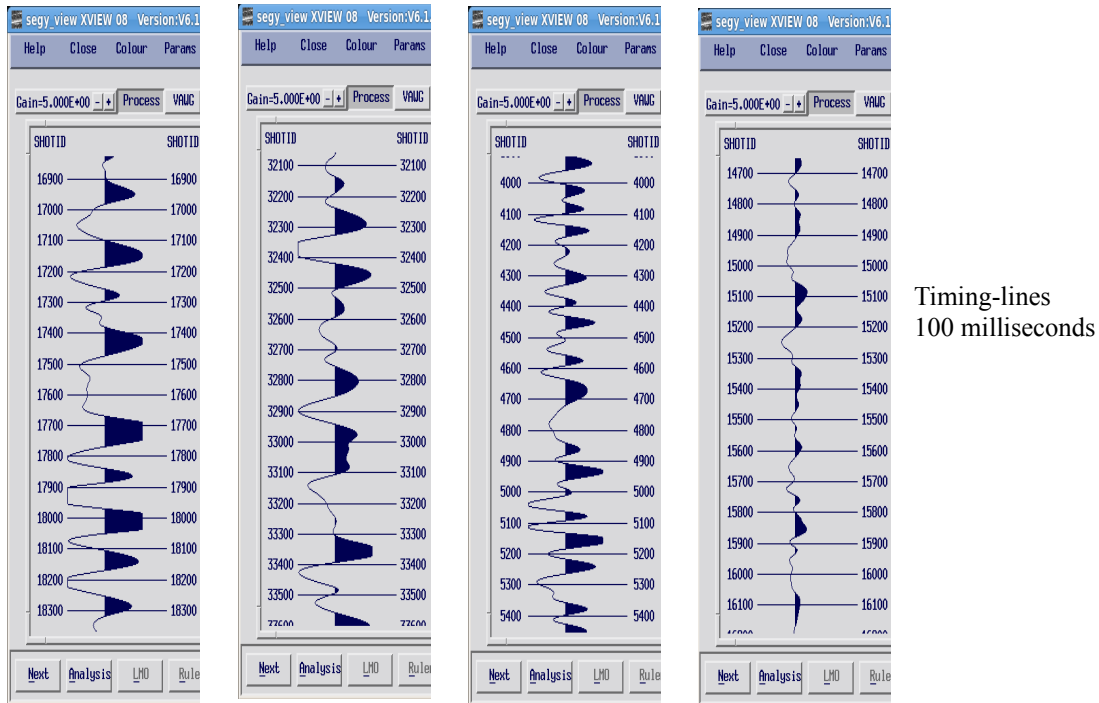 segy_view XVIEW 08 Version:V6.1
Help Close Colour Params
Gain=5.000E+00 - + Process VAWG
SHOTID SHOTID
16900 16900
17000 17000
17100 17100
17200 17200
17300 17300
17400 17400
17500 17500
17600 17600
17700 17700
17800 17800
17900 17900
18000 18000
18100 18100
18200 18200
18300 18300
Next Analysis LMO Rule
segy_view XVIEW 08 Version:V6.1.
Help Close Colour Params
Gain=5.000E+00 - + Process VAWG
SHOTID SHOTID
32100 32100
32200 32200
32300 32300
32400 32400
32500 32500
32600 32600
32700 32700
32800 32800
32900 32900
33000 33000
33100 33100
33200 33200
33300 33300
33400 33400
33500 33500
33600 33600
Next Analysis LMO Rule
segy_view XVIEW 08 Version:V6.1
Help Close Colour Params
Gain=5.000E+00 - + Process VAWG
SHOTID SHOTID
4000 4000
4100 4100
4200 4200
4300 4300
4400 4400
4500 4500
4600 4600
4700 4700
4800 4800
4900 4900
5000 5000
5100 5100
5200 5200
5300 5300
5400 5400
Next Analysis LMO Rule
segy_view XVIEW 08 Version:V6.1
Help Close Colour Params
Gain=5.000E+00 - + Process VAWG
SHOTID SHOTID
14700 14700
14800 14800
14900 14900
15000 15000
15100 15100
15200 15200
15300 15300
15400 15400
15500 15500
15600 15600
15700 15700
15800 15800
15900 15900
16000 16000
16100 16100
Next Analysis LMO Rule
Timing-lines
100 milliseconds